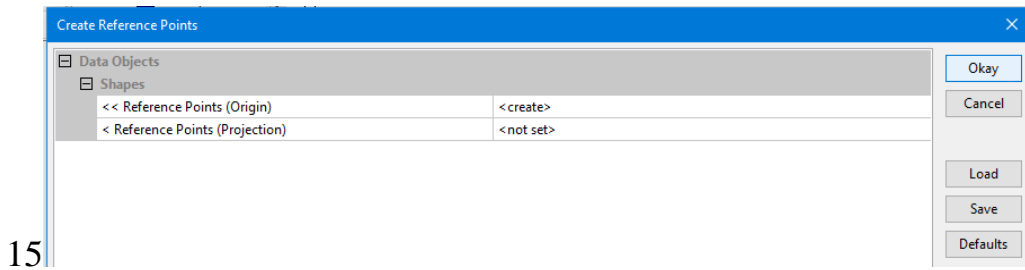 Create Reference Points
Data Objects
Shapes
<< Reference Points (Origin) <create>
< Reference Points (Projection) <not set>
Okay
Cancel
Load
Save
Defaults
15